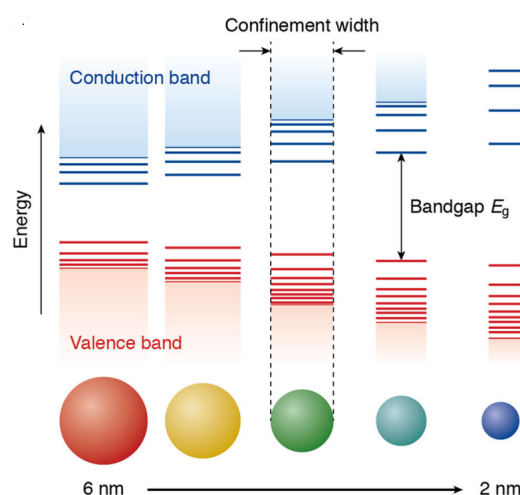 Confinement width
Conduction band
Energy
Bandgap Eg
Valence band
6 nm
2 nm